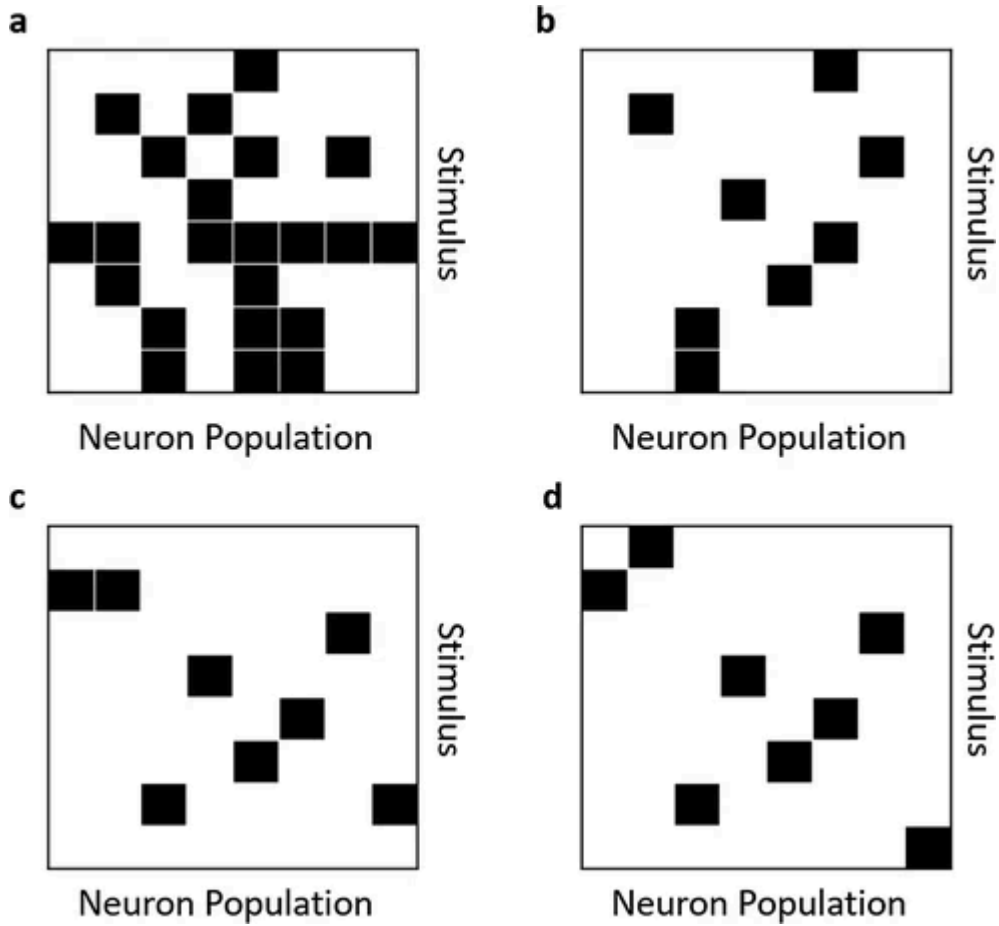 a
Stimulus
Neuron Population
b
Stimulus
Neuron Population
c
Stimulus
Neuron Population
d
Stimulus
Neuron Population